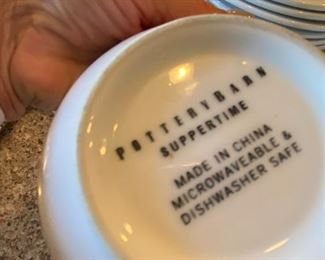 POTTERYBARN
SUPPERTIME
MADE IN CHINA
MICROWAVEABLE &
DISHWASHER SAFE